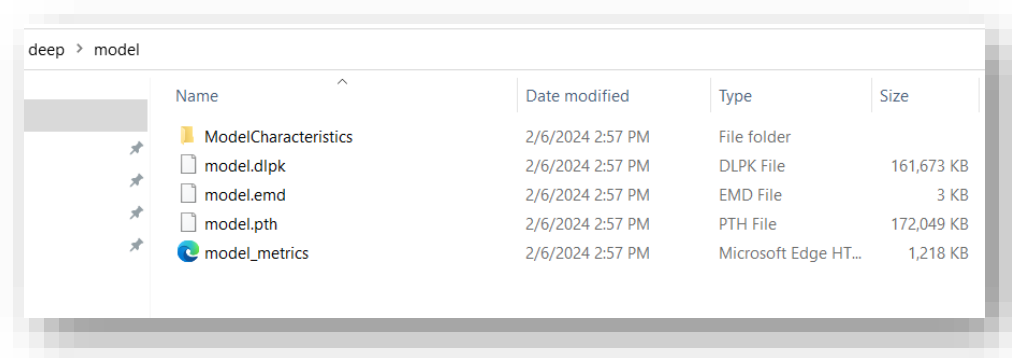 deep > model
Name Date modified Type Size
ModelCharacteristics 2/6/2024 2:57 PM File folder
model.dlpk 2/6/2024 2:57 PM DLPK File 161,673 KB
model.emd 2/6/2024 2:57 PM EMD File 3 KB
model.pth 2/6/2024 2:57 PM PTH File 172,049 KB
model_metrics 2/6/2024 2:57 PM Microsoft Edge HT... 1,218 KB